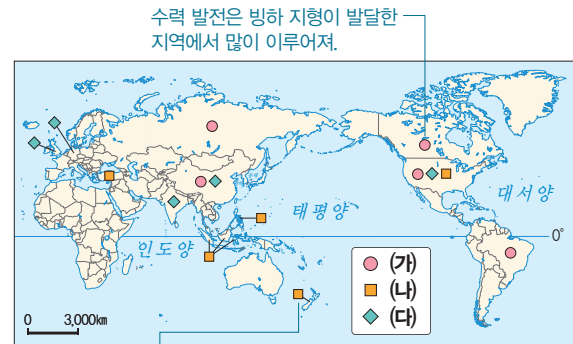 수력 발전은 빙하 지형이 발달한
지역에서 많이 이루어져.
대서양
태평양
인도양
0°
(가)
(나)
(다)
0 3,000km